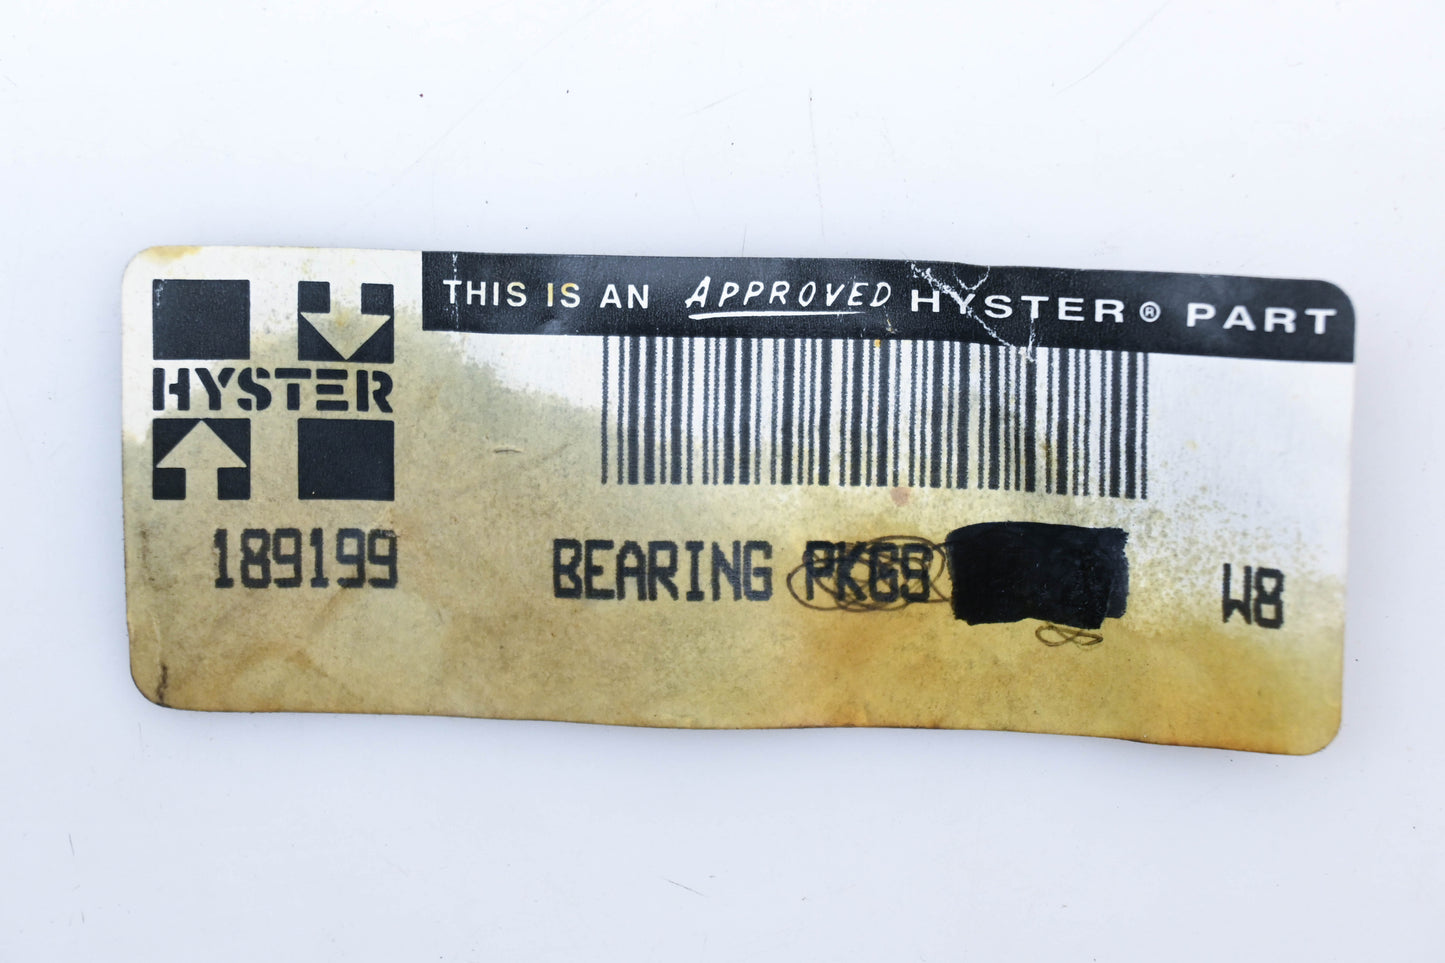 THIS IS AN APPROVED HYSTER® PART
HYSTER
189199 BEARING PKGS W8